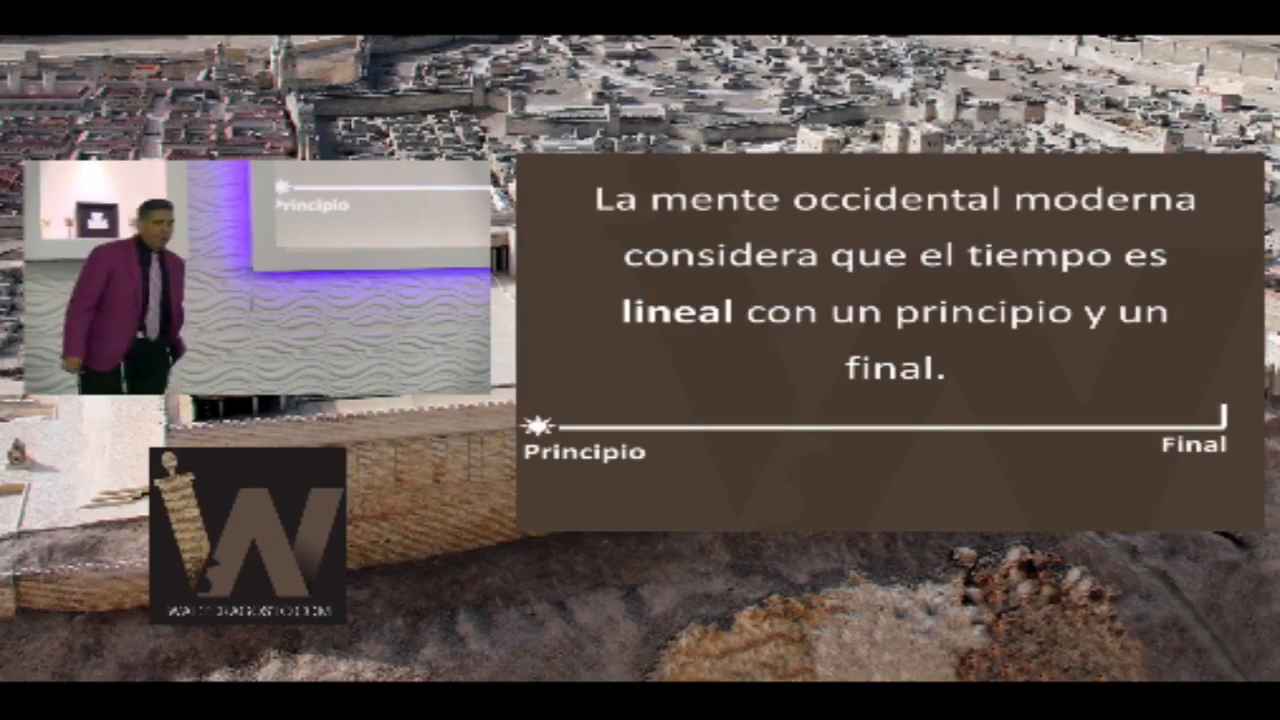 Principio
La mente occidental moderna
considera que el tiempo es
lineal con un principio y un
final.
Principio
Final
W